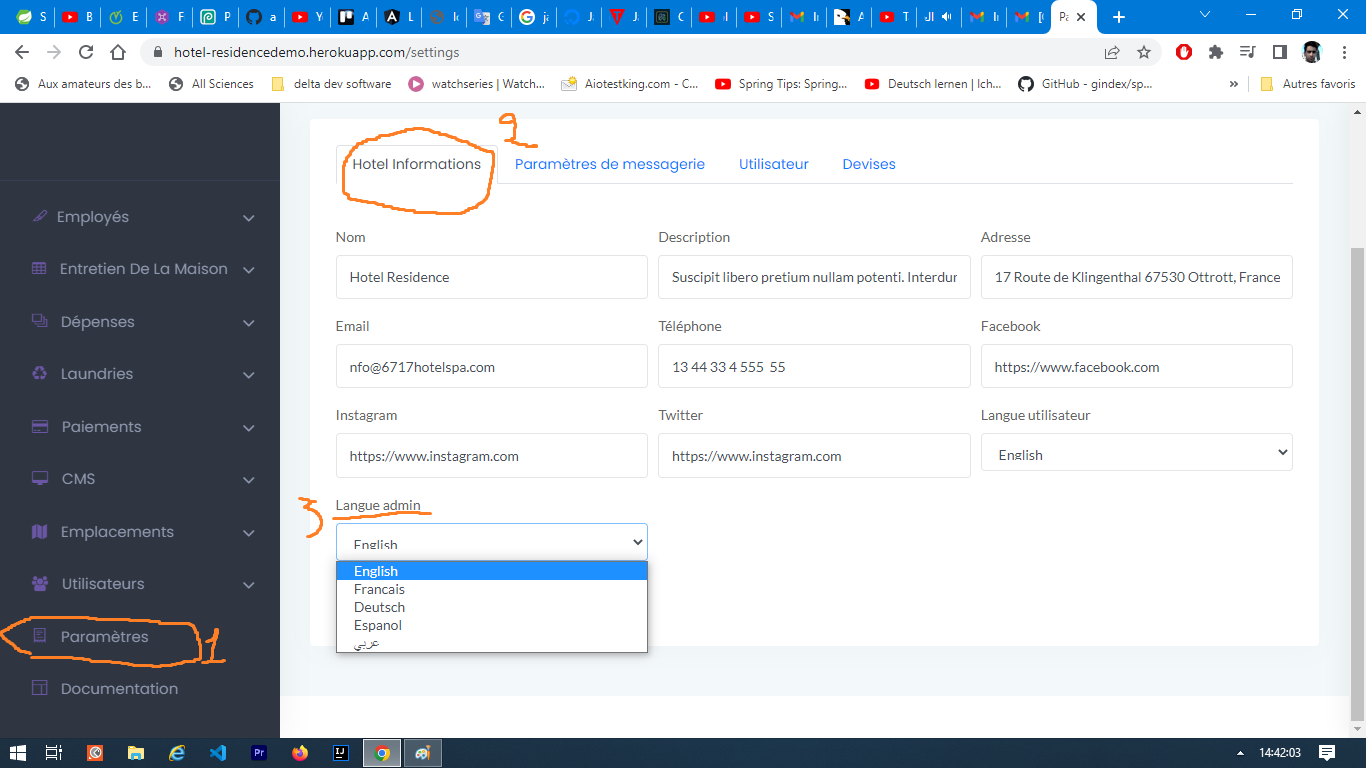 S B E F P a Y A L Ic G ja J J C d S Ir A T JI Ir [( Pa
hotel-residencedemo.herokuapp.com/settings
Aux amateurs des b... All Sciences delta dev software watchseries | Watch... Aiotestking.com - C... Spring Tips: Spring... Deutsch lernen | Ich... GitHub - gindex/sp... » Autres favoris
2
Hotel Informations Paramètres de messagerie Utilisateur Devises
Employés
Entretien De La Maison
Dépenses
Laundries
Paiements
CMS
Emplacements
Utilisateurs
Paramètres 1
Documentation
Nom Description Adresse
Hotel Residence Suscipit libero pretium nullam potenti. Interdur 17 Route de Klingenthal 67530 Ottrott, France
Email Téléphone Facebook
nfo@6717hotelspa.com 13 44 33 4 555 55 https://www.facebook.com
Instagram Twitter Langue utilisateur
https://www.instagram.com https://www.instagram.com English
3 Langue admin
English
English
Francais
Deutsch
Espanol
عربي
Pr IJ 14:42:03